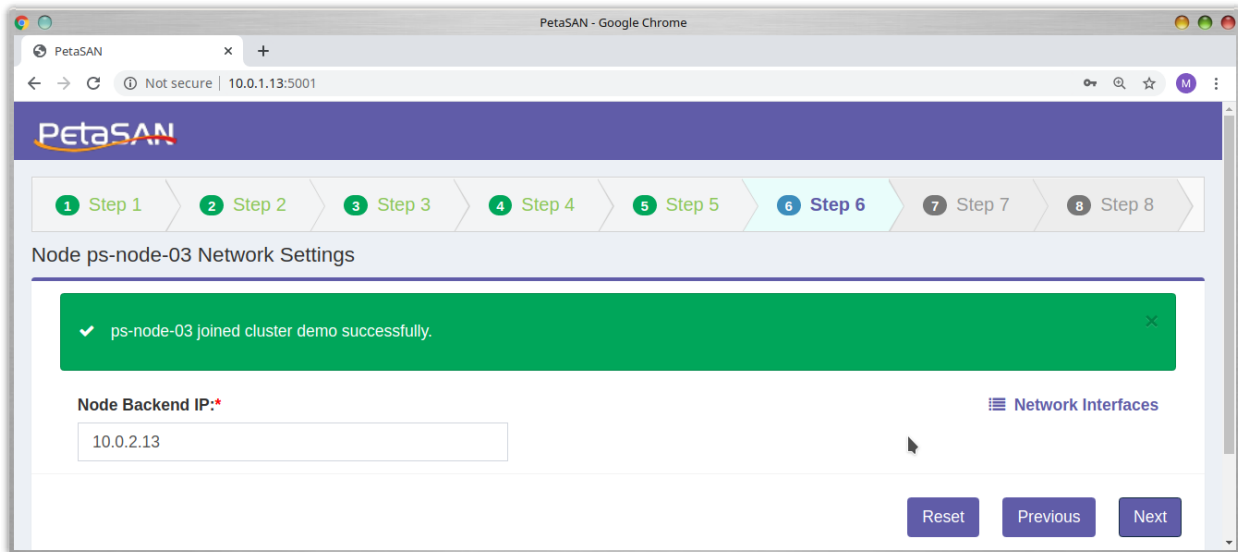 PetaSAN - Google Chrome
PetaSAN
Not secure | 10.0.1.13:5001
M
PetaSAN
1 Step 1 2 Step 2 3 Step 3 4 Step 4 5 Step 5 6 Step 6 7 Step 7 8 Step 8
Node ps-node-03 Network Settings
ps-node-03 joined cluster demo successfully.
Node Backend IP:* Network Interfaces
10.0.2.13
Reset Previous Next